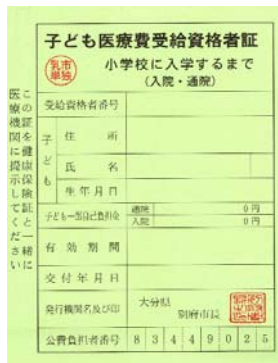 子ども医療費受給資格者証
乳市
単独
小学校に入学するまで
(入院・通院)
この証を健康保険証と一緒に
医療機関に提示してください
受給資格者番号
子ども
住 所
氏 名
生年月日
子ども一部自己負担金
通院 0円
入院 0円
有効期間
交付年月日
発行機関名及び印
大分県
別府市長
公費負担者番号 8 3 4 4 9 0 2 5